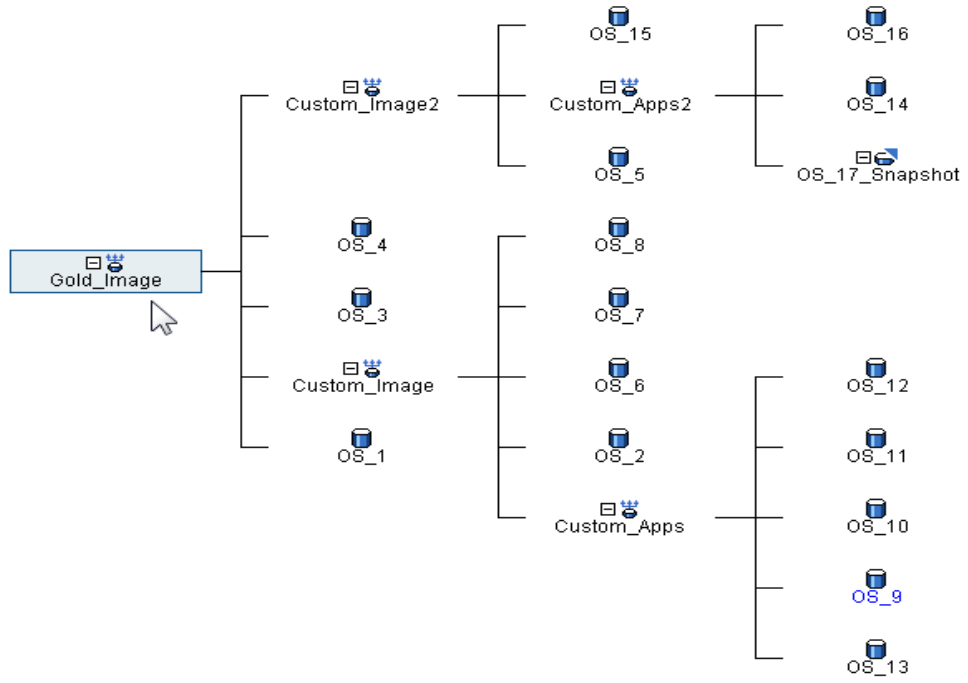 OS_15
OS_16
Custom_Image2
Custom_Apps2
OS_14
OS_5
OS_17_Snapshot
OS_4
OS_8
Gold_Image
OS_3
OS_7
Custom_Image
OS_6
OS_12
OS_1
OS_2
OS_11
Custom_Apps
OS_10
OS_9
OS_13